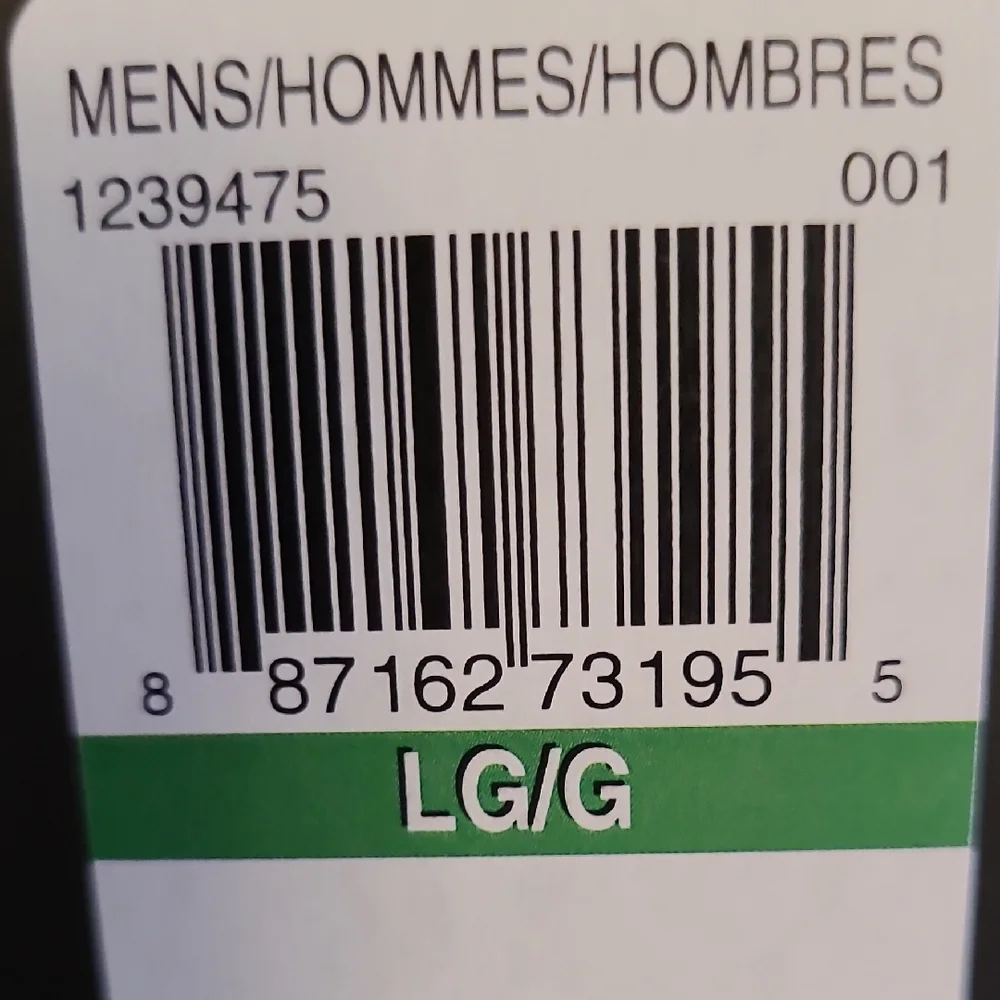 MENS/HOMMES/HOMBRES
1239475 001
8 87162 73195 5
LG/G